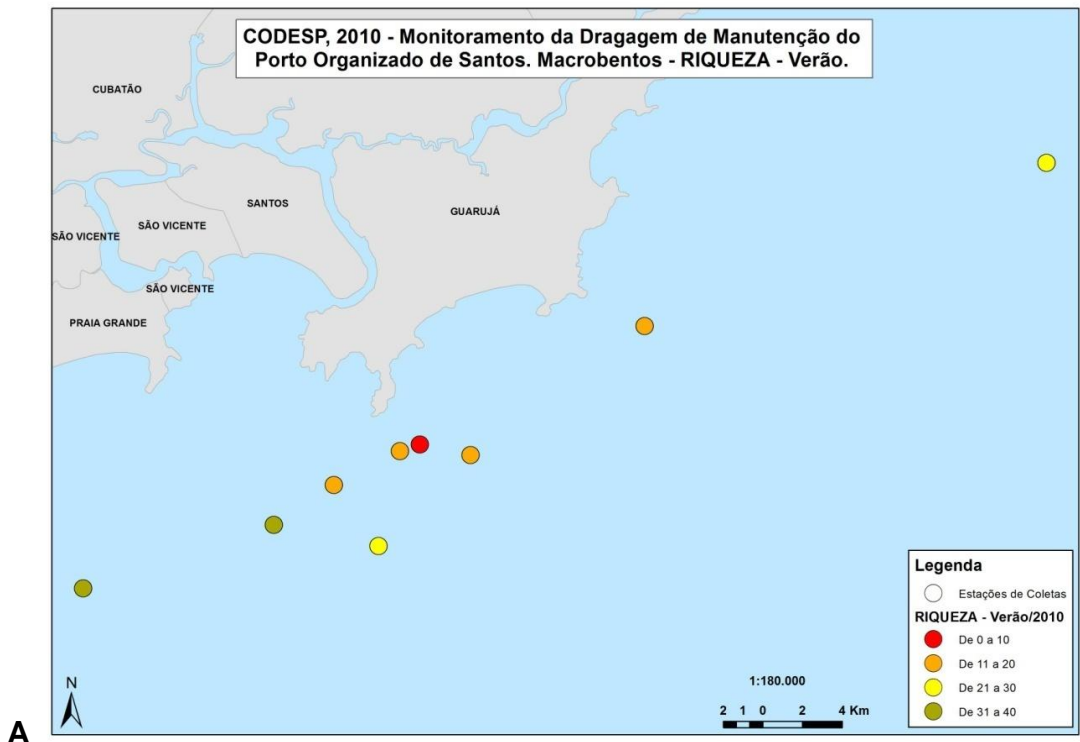 CODESP, 2010 - Monitoramento da Dragagem de Manutenção do
Porto Organizado de Santos. Macrobentos - RIQUEZA - Verão.
CUBATÃO
SANTOS
GUARUJÁ
SÃO VICENTE
SÃO VICENTE
SÃO VICENTE
PRAIA GRANDE
Legenda
Estações de Coletas
RIQUEZA - Verão/2010
De 0 a 10
De 11 a 20
De 21 a 30
De 31 a 40
1:180.000
2 1 0 2 4 Km
N
A